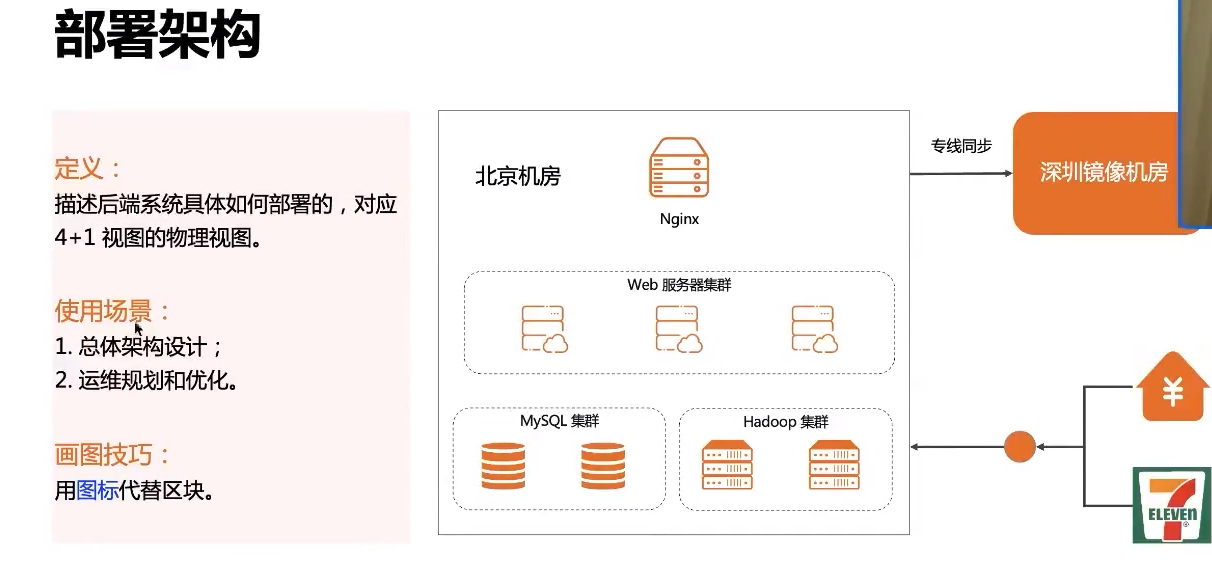 部署架构
定义：
描述后端系统具体如何部署的，对应
4+1 视图的物理视图。
使用场景：
1. 总体架构设计；
2. 运维规划和优化。
画图技巧：
用图标代替区块。
北京机房
Nginx
Web 服务器集群
MySQL 集群
Hadoop 集群
专线同步
深圳镜像机房
¥
7
ELEVEN
®